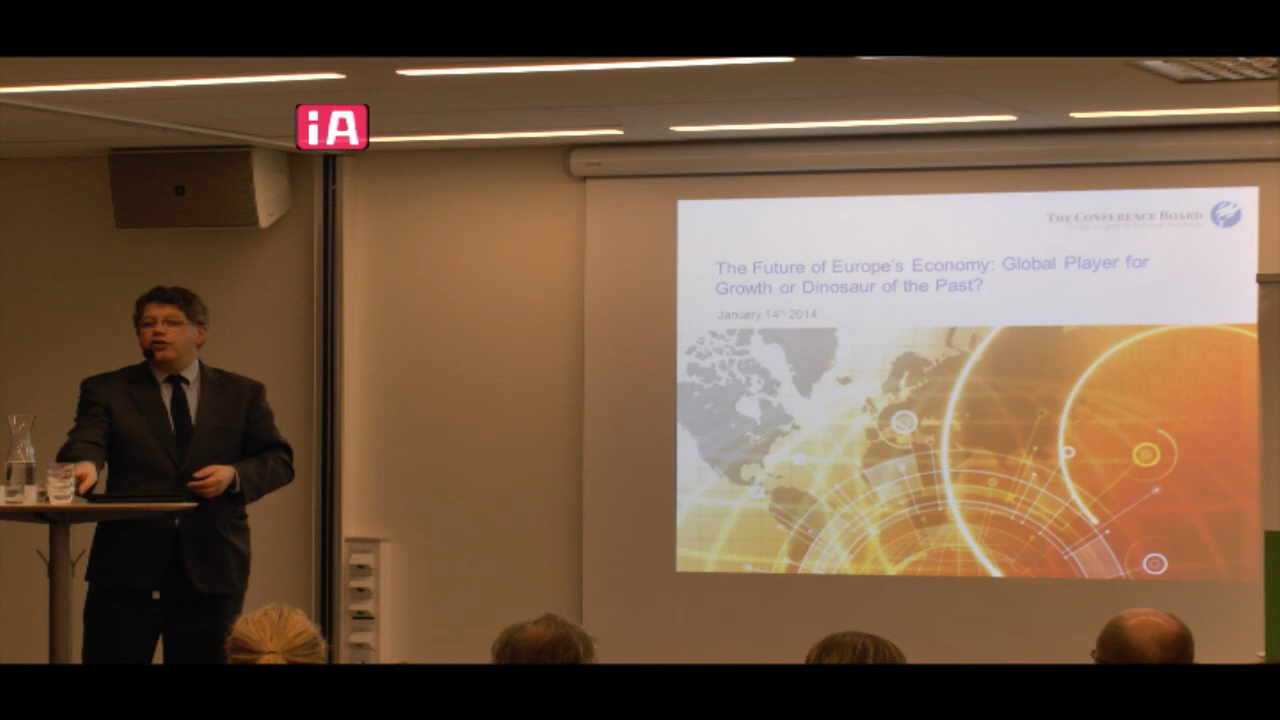 iA
THE CONFERENCE BOARD
The Future of Europe's Economy: Global Player for
Growth or Dinosaur of the Past?
January 14th 2014